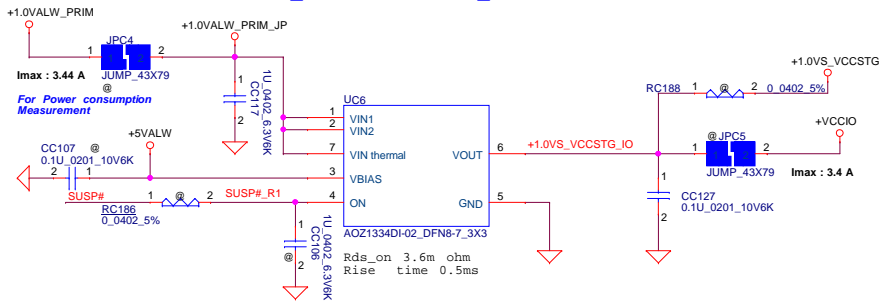 +1.0VALW_PRIM
+1.0VALW_PRIM_JP
JPC4
1 2
JUMP_43X79
@
Imax : 3.44 A
For Power consumption
Measurement
1
2
CC117
1U_0402_6.3V6K
+5VALW
CC107
@
0.1U_0201_10V6K
2 1
SUSP#
1 @ 2
SUSP#_R1
RC186
0_0402_5%
1
2
@
CC106
1U_0402_6.3V6K
UC6
1 VIN1
2 VIN2
7 VIN thermal
3 VBIAS
4 ON
VOUT 6
GND 5
AOZ1334DI-02_DFN8-7_3X3
Rds_on 3.6m ohm
Rise time 0.5ms
+1.0VS_VCCSTG_IO
+1.0VS_VCCSTG
RC188 1 @ 2 0_0402_5%
+VCCIO
@ JPC5
1 2
JUMP_43X79
Imax : 3.4 A
1
2
CC127
0.1U_0201_10V6K